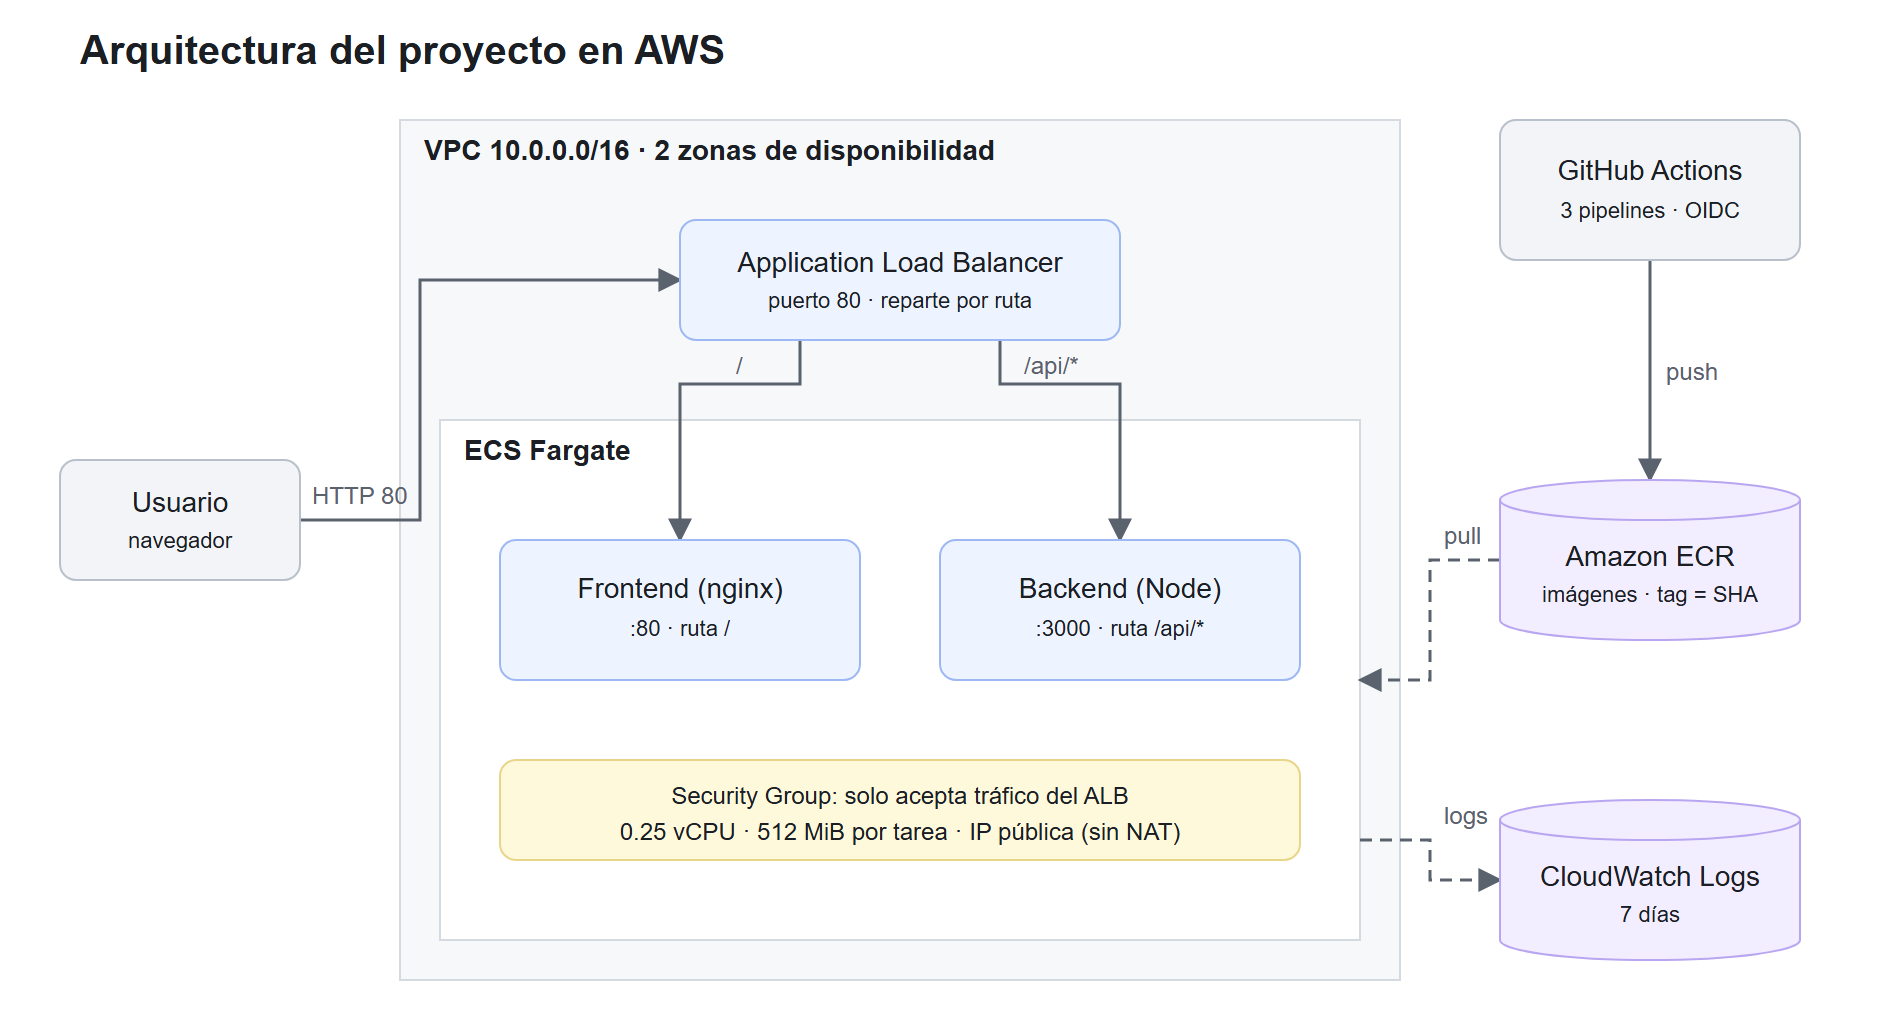 Arquitectura del proyecto en AWS
VPC 10.0.0.0/16 · 2 zonas de disponibilidad
GitHub Actions
3 pipelines · OIDC
Application Load Balancer
puerto 80 · reparte por ruta
/
/api/*
push
ECS Fargate
Usuario
navegador
HTTP 80
Frontend (nginx)
:80 · ruta /
Backend (Node)
:3000 · ruta /api/*
pull
Amazon ECR
imágenes · tag = SHA
Security Group: solo acepta tráfico del ALB
0.25 vCPU · 512 MiB por tarea · IP pública (sin NAT)
logs
CloudWatch Logs
7 días